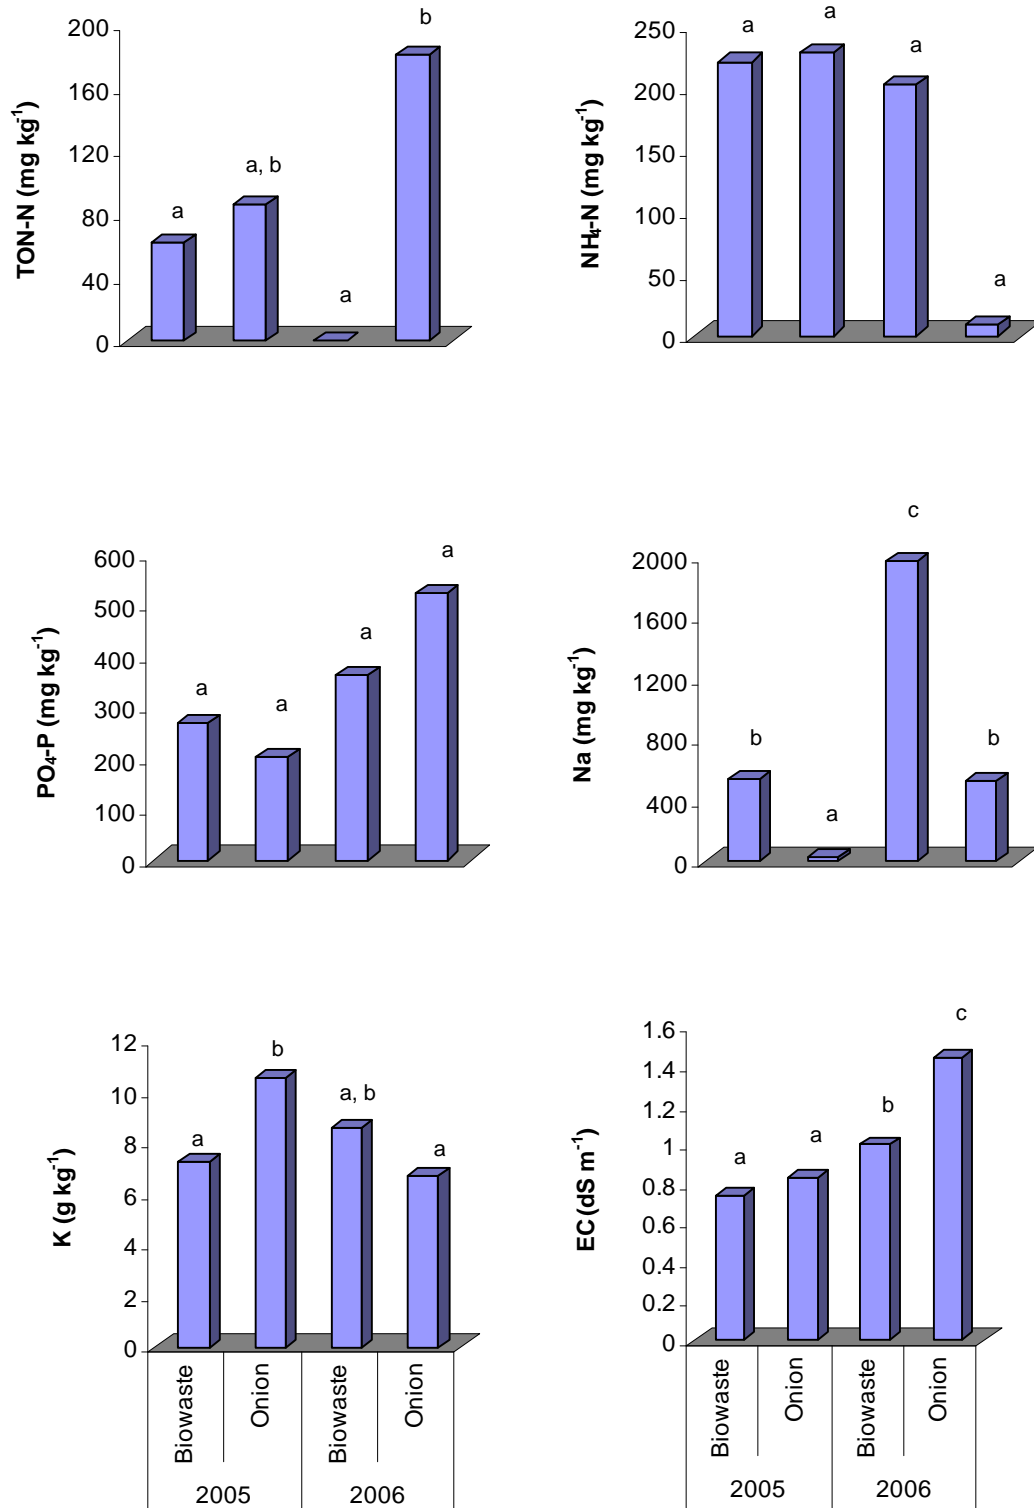 200
160
120
80
40
0
TON-N (mg kg-1)
a
a, b
a
b
250
200
150
100
50
0
NH4-N (mg kg-1)
a
a
a
a
600
500
400
300
200
100
0
PO4-P (mg kg-1)
a
a
a
a
2000
1600
1200
800
400
0
Na (mg kg-1)
b
a
c
b
12
10
8
6
4
2
0
K (g kg-1)
a
b
a, b
a
Biowaste
Onion
Biowaste
Onion
2005
2006
1.6
1.4
1.2
1
0.8
0.6
0.4
0.2
0
EC (dS m-1)
a
a
b
c
Biowaste
Onion
Biowaste
Onion
2005
2006